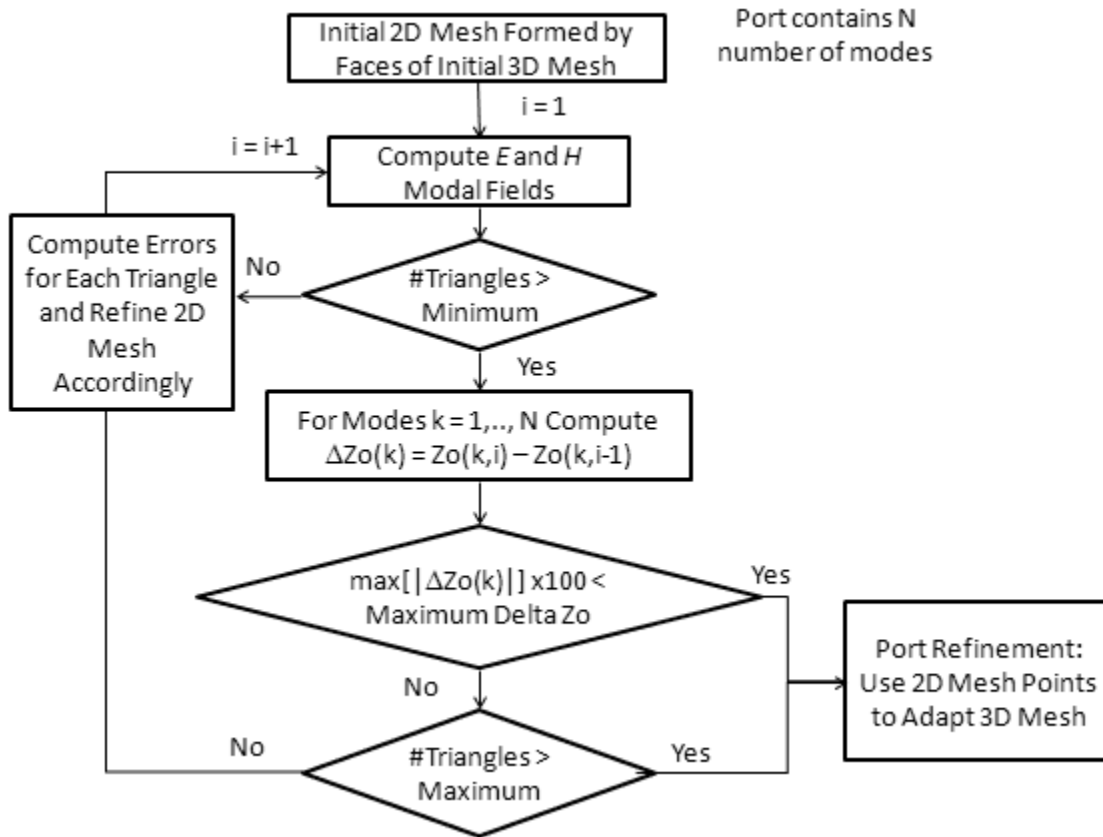 Initial 2D Mesh Formed by
Faces of Initial 3D Mesh
Port contains N
number of modes
i = 1
i = i+1
Compute E and H
Modal Fields
Compute Errors
for Each Triangle
and Refine 2D
Mesh
Accordingly
No
#Triangles >
Minimum
Yes
For Modes k = 1,.., N Compute
ΔZo(k) = Zo(k,i) – Zo(k,i-1)
max[|ΔZo(k)|] x100 <
Maximum Delta Zo
Yes
Port Refinement:
Use 2D Mesh Points
to Adapt 3D Mesh
No
No
#Triangles >
Maximum
Yes